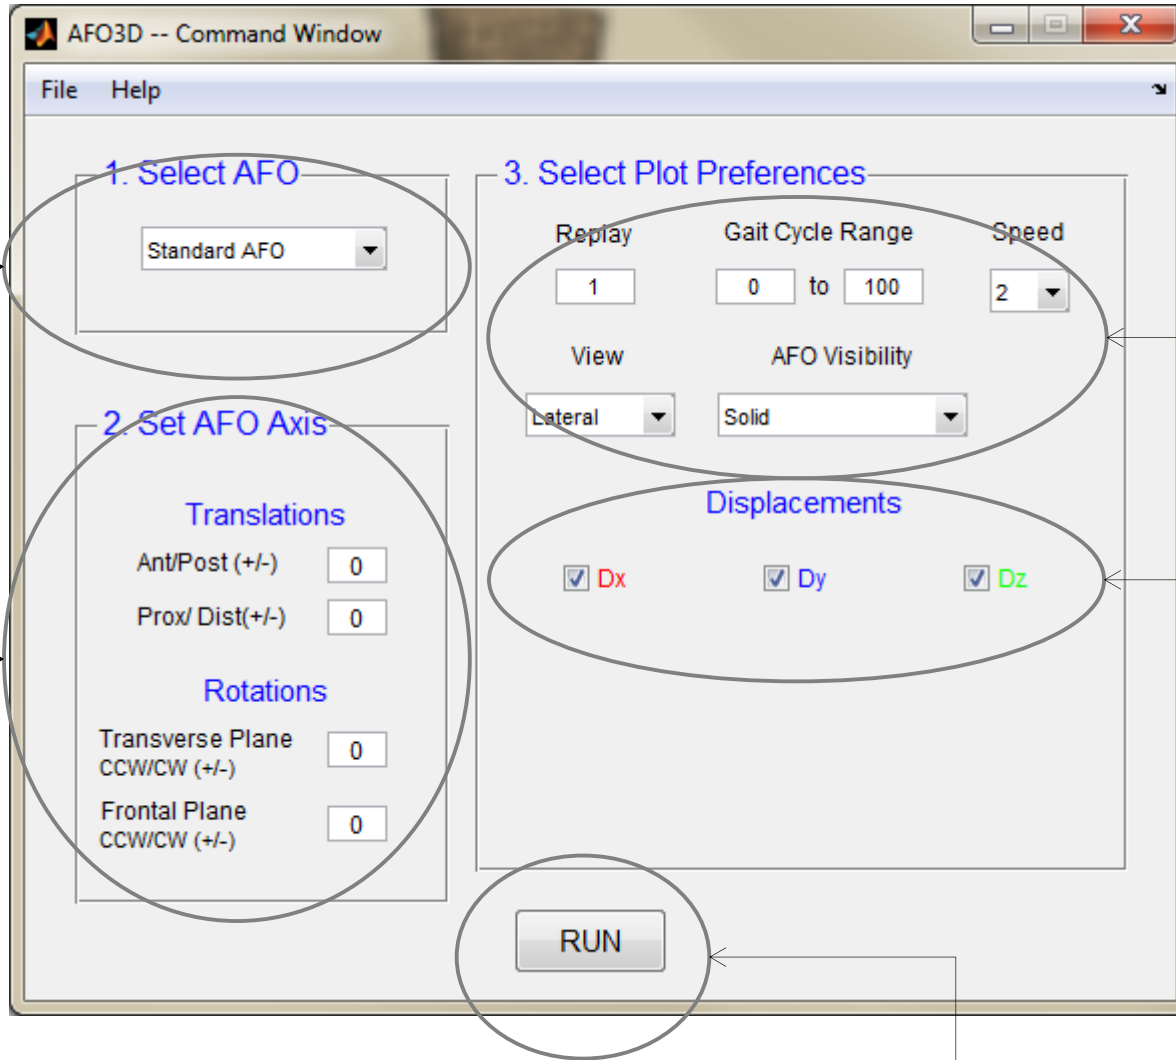 AFO3D -- Command Window
File Help
1. Select AFO
Standard AFO
2. Set AFO Axis
Translations
Ant/Post (+/-) 0
Prox/ Dist(+/-) 0
Rotations
Transverse Plane
CCW/CW (+/-) 0
Frontal Plane
CCW/CW (+/-) 0
3. Select Plot Preferences
Replay Gait Cycle Range Speed
1 0 to 100 2
View AFO Visibility
Lateral Solid
Displacements
Dx Dy Dz
RUN